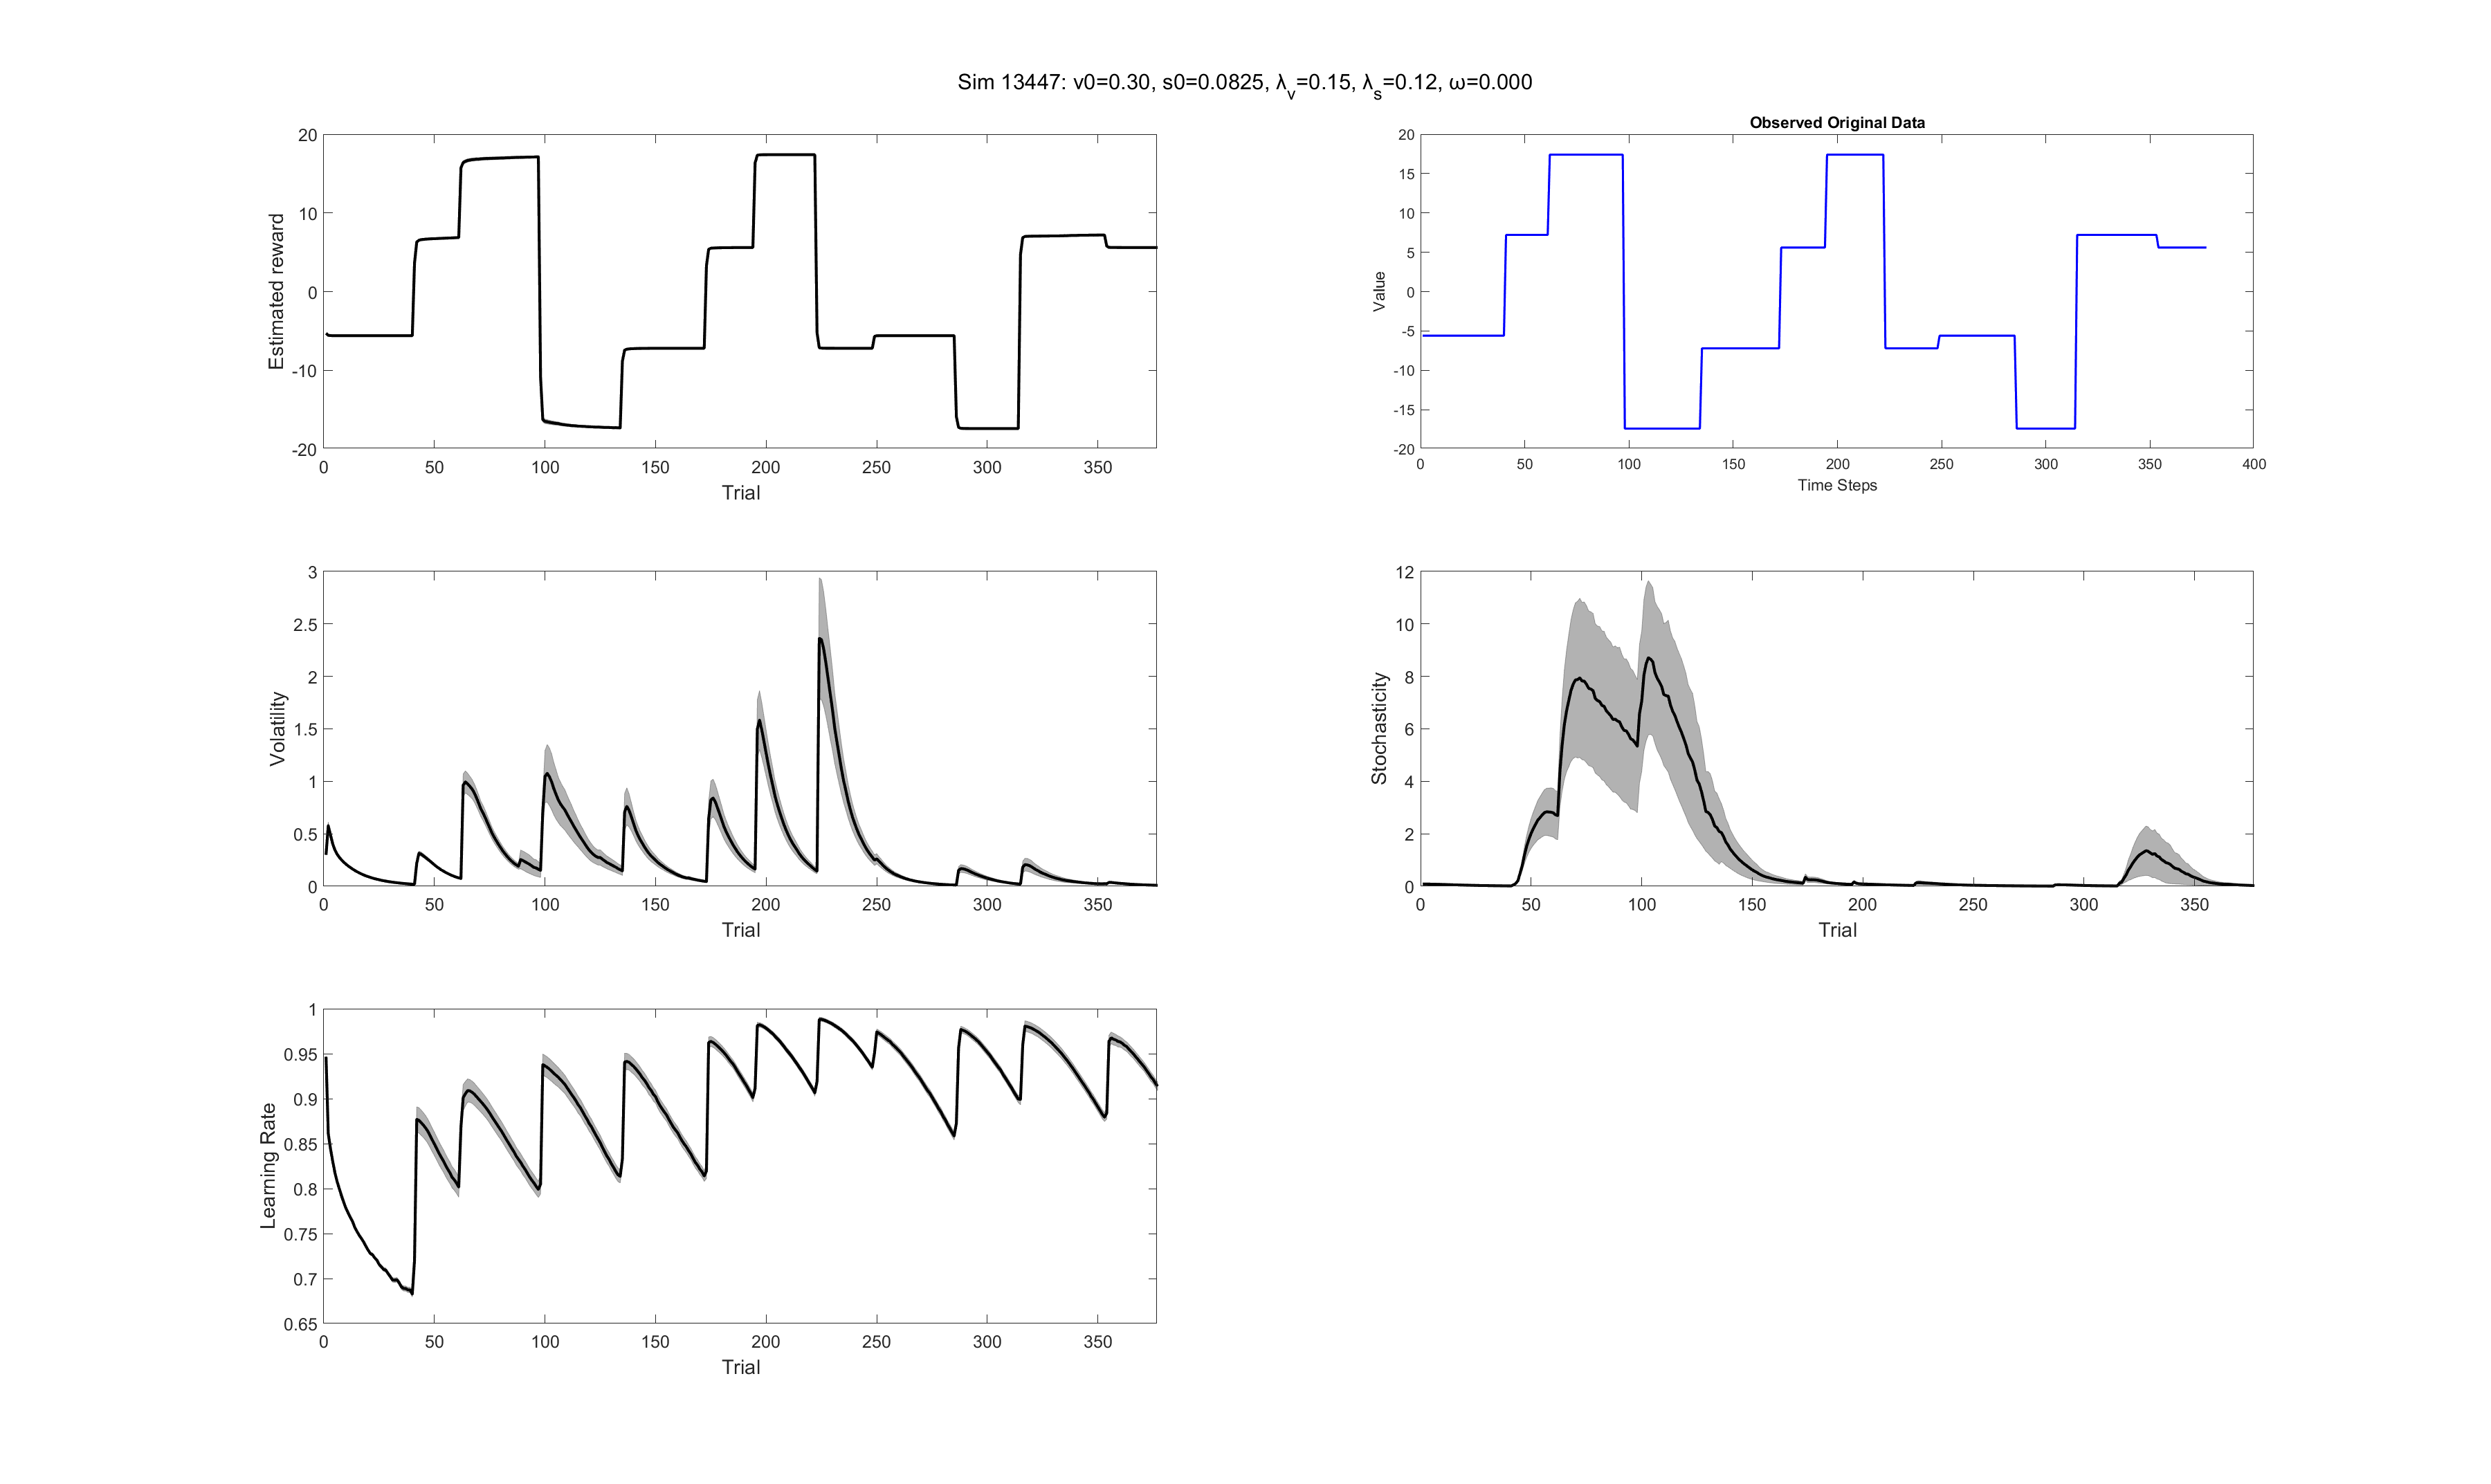 Sim 13447: v0=0.30, s0=0.0825, λv=0.15, λs=0.12, ω=0.000
Estimated reward
20
10
0
-10
-20
0 50 100 150 200 250 300 350
Trial
Observed Original Data
Value
20
15
10
5
0
-5
-10
-15
-20
0 50 100 150 200 250 300 350 400
Time Steps
Volatility
3
2.5
2
1.5
1
0.5
0
0 50 100 150 200 250 300 350
Trial
Stochasticity
12
10
8
6
4
2
0
0 50 100 150 200 250 300 350
Trial
Learning Rate
1
0.95
0.9
0.85
0.8
0.75
0.7
0.65
0 50 100 150 200 250 300 350
Trial